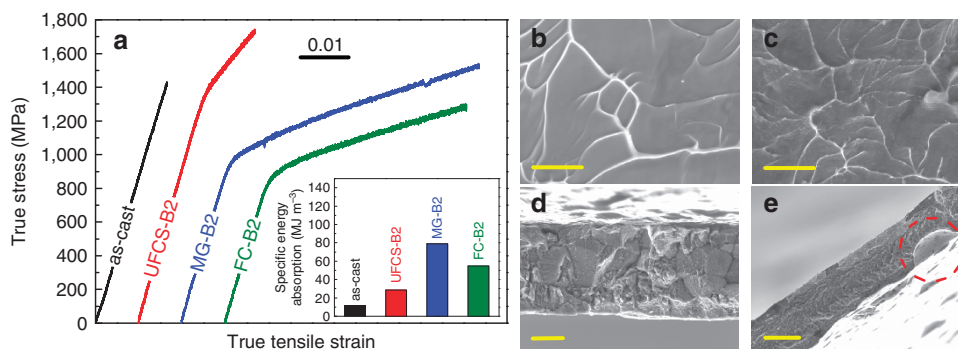 a
True stress (MPa)
1,800
1,600
1,400
1,200
1,000
800
600
400
200
0
0.01
as-cast
UFCS-B2
MG-B2
FC-B2
Specific energy
absorption (MJ m⁻³)
140
120
100
80
60
40
20
0
as-cast
UFCS-B2
MG-B2
FC-B2
True tensile strain
b
c
d
e